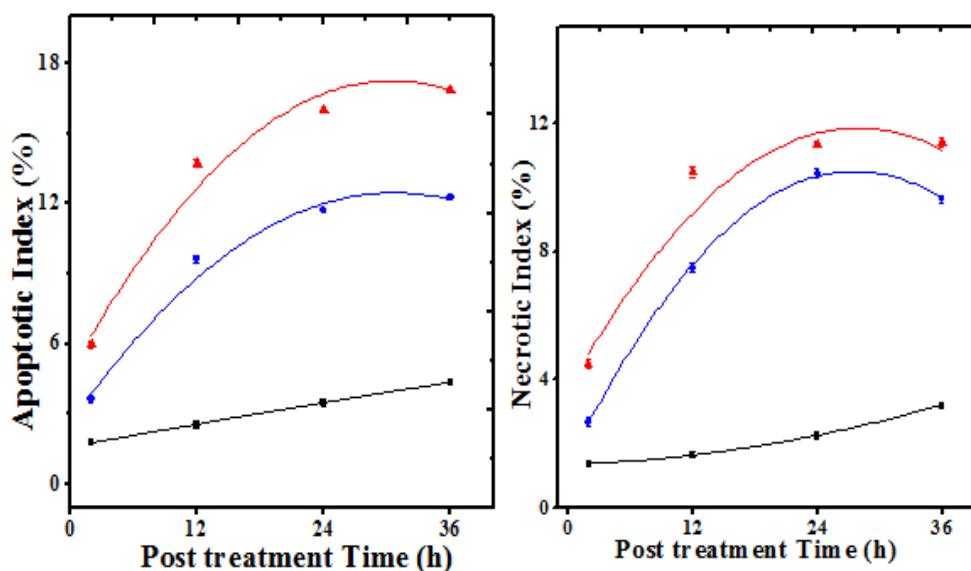 Apoptotic Index (%)
18
12
6
0
0 12 24 36
Post treatment Time (h)
Necrotic Index (%)
12
8
4
0
0 12 24 36
Post treatment Time (h)